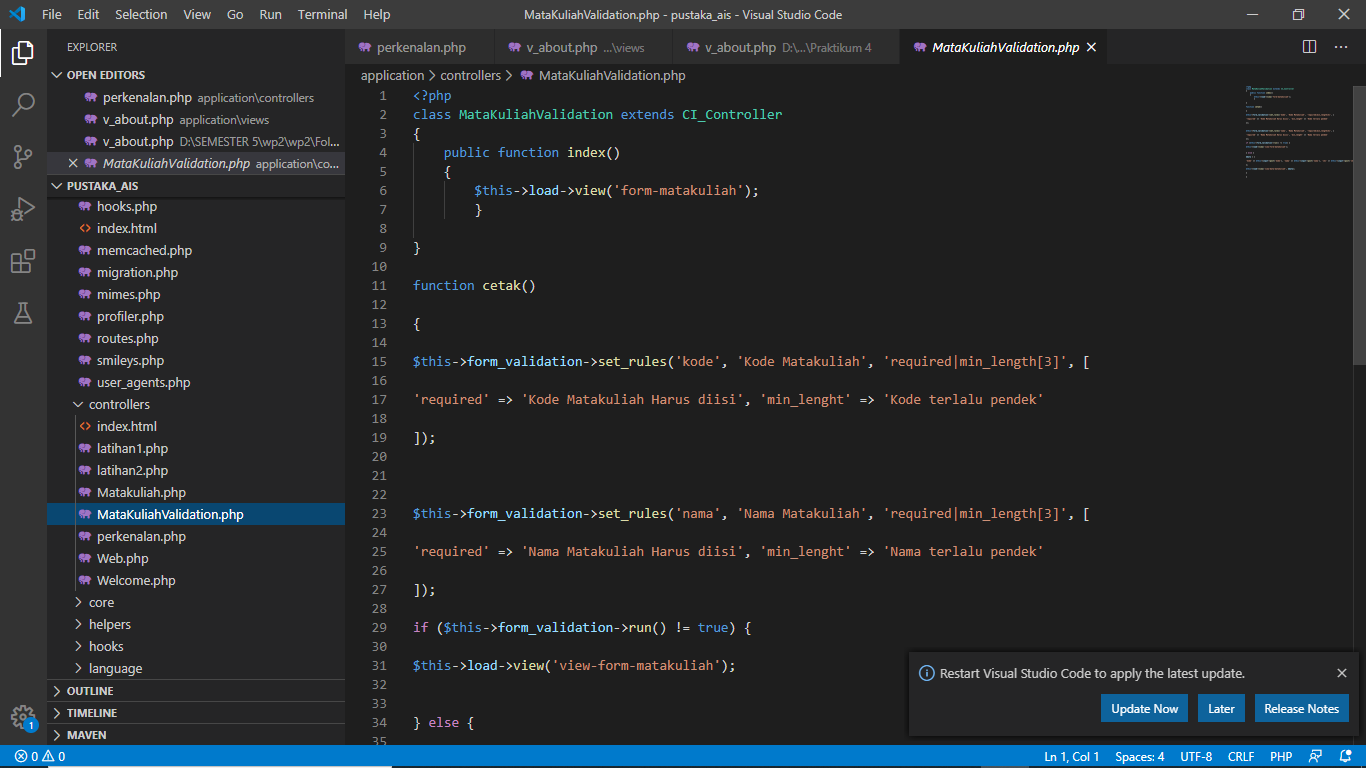 File Edit Selection View Go Run Terminal Help
MataKuliahValidation.php - pustaka_ais - Visual Studio Code
EXPLORER
OPEN EDITORS
perkenalan.php application\controllers
v_about.php application\views
v_about.php D:\SEMESTER 5\wp2\wp2\Fol...
MataKuliahValidation.php application\co...
PUSTAKA_AIS
hooks.php
index.html
memcached.php
migration.php
mimes.php
profiler.php
routes.php
smileys.php
user_agents.php
controllers
index.html
latihan1.php
latihan2.php
Matakuliah.php
MataKuliahValidation.php
perkenalan.php
Web.php
Welcome.php
core
helpers
hooks
language
OUTLINE
TIMELINE
MAVEN
1
perkenalan.php
v_about.php ...\views
v_about.php D:\...\Praktikum 4
MataKuliahValidation.php
application > controllers > MataKuliahValidation.php
1 <?php
2 class MataKuliahValidation extends CI_Controller
3 {
4 public function index()
5 {
6 $this->load->view('form-matakuliah');
7 }
8
9 }
10
11 function cetak()
12
13 {
14
15 $this->form_validation->set_rules('kode', 'Kode Matakuliah', 'required|min_length[3]', [
16
17 'required' => 'Kode Matakuliah Harus diisi', 'min_lenght' => 'Kode terlalu pendek'
18
19 ]);
20
21
22
23 $this->form_validation->set_rules('nama', 'Nama Matakuliah', 'required|min_length[3]', [
24
25 'required' => 'Nama Matakuliah Harus diisi', 'min_lenght' => 'Nama terlalu pendek'
26
27 ]);
28
29 if ($this->form_validation->run() != true) {
30
31 $this->load->view('view-form-matakuliah');
32
33
34 } else {
35
Restart Visual Studio Code to apply the latest update.
Update Now Later Release Notes
0 0
Ln 1, Col 1 Spaces: 4 UTF-8 CRLF PHP